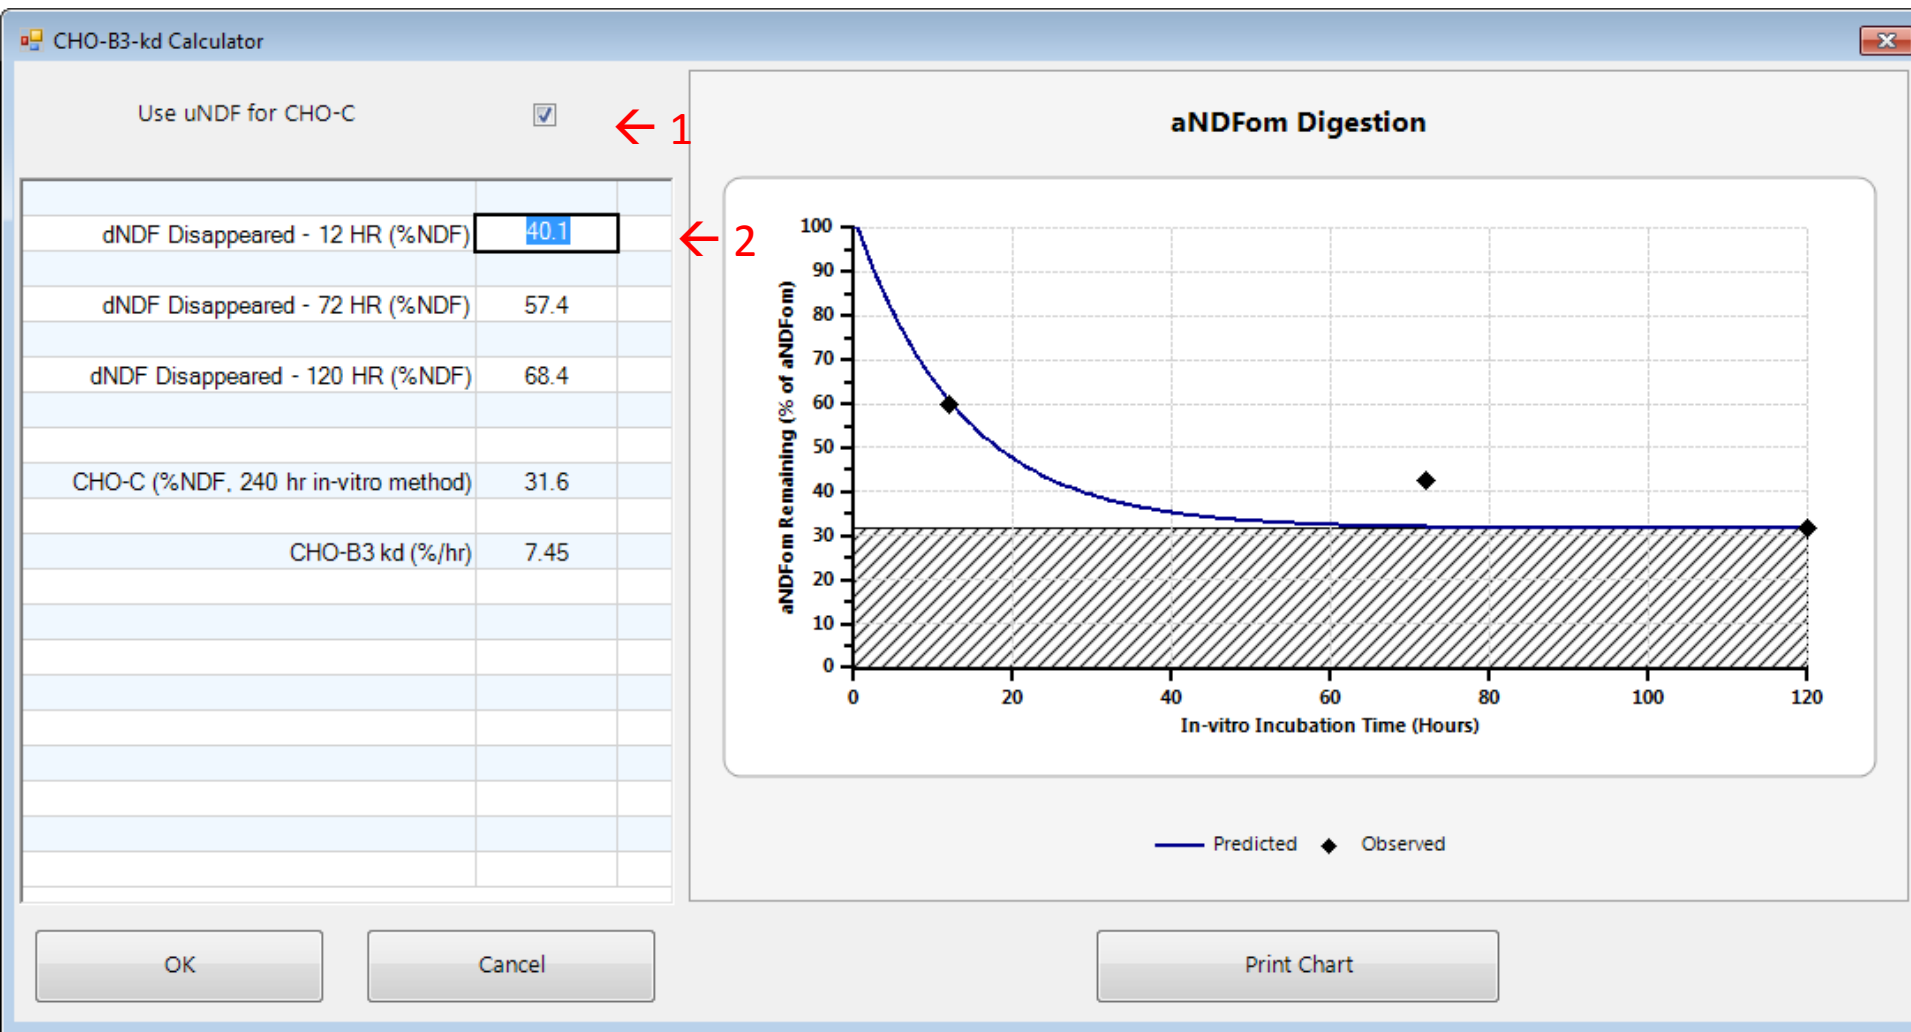 CHO-B3-kd Calculator
Use uNDF for CHO-C
← 1
dNDF Disappeared - 12 HR (%NDF) 40.1
← 2
dNDF Disappeared - 72 HR (%NDF) 57.4
dNDF Disappeared - 120 HR (%NDF) 68.4
CHO-C (%NDF, 240 hr in-vitro method) 31.6
CHO-B3 kd (%/hr) 7.45
OK
Cancel
aNDFom Digestion
aNDFom Remaining (% of aNDFom)
100
90
80
70
60
50
40
30
20
10
0
0 20 40 60 80 100 120
In-vitro Incubation Time (Hours)
Predicted Observed
Print Chart